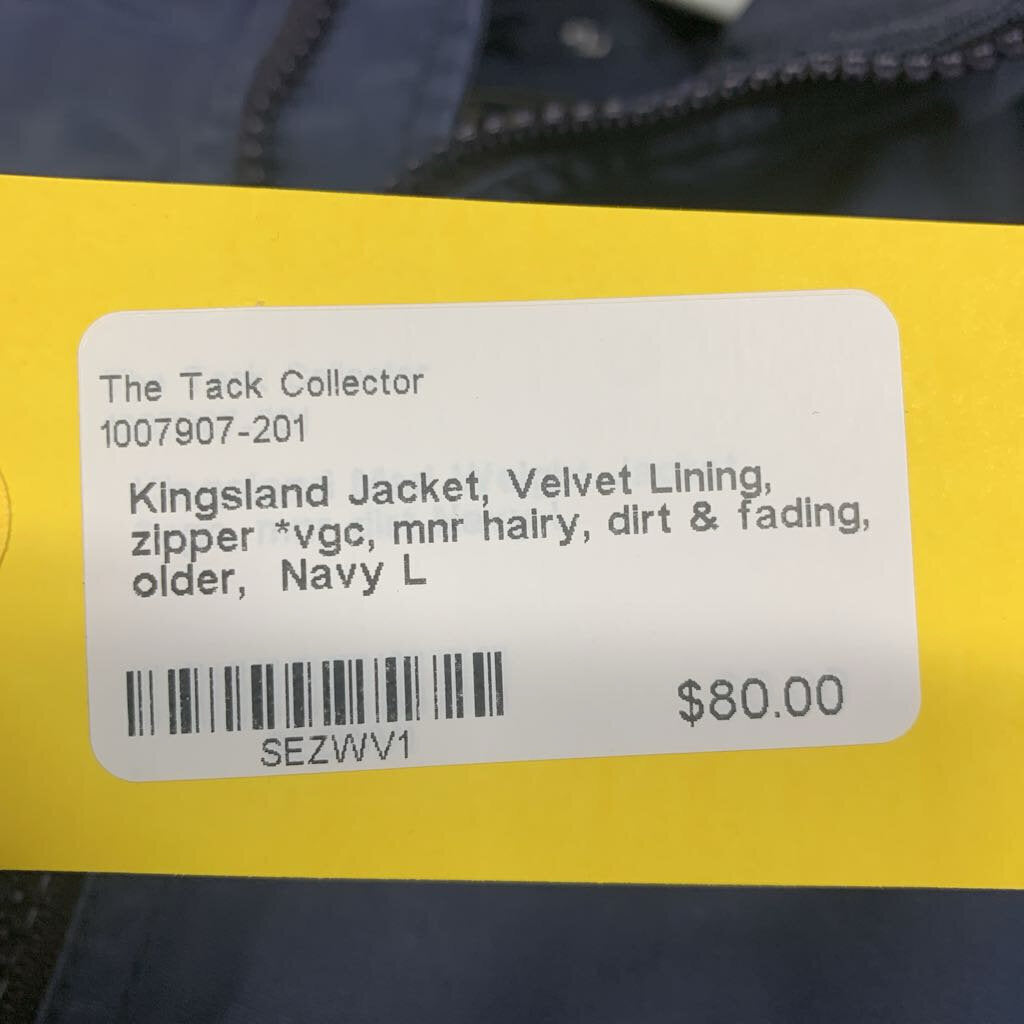 The Tack Collector
1007907-201
Kingsland Jacket, Velvet Lining,
zipper *vgc, mnr hairy, dirt & fading,
older, Navy L
SEZWV1
$80.00